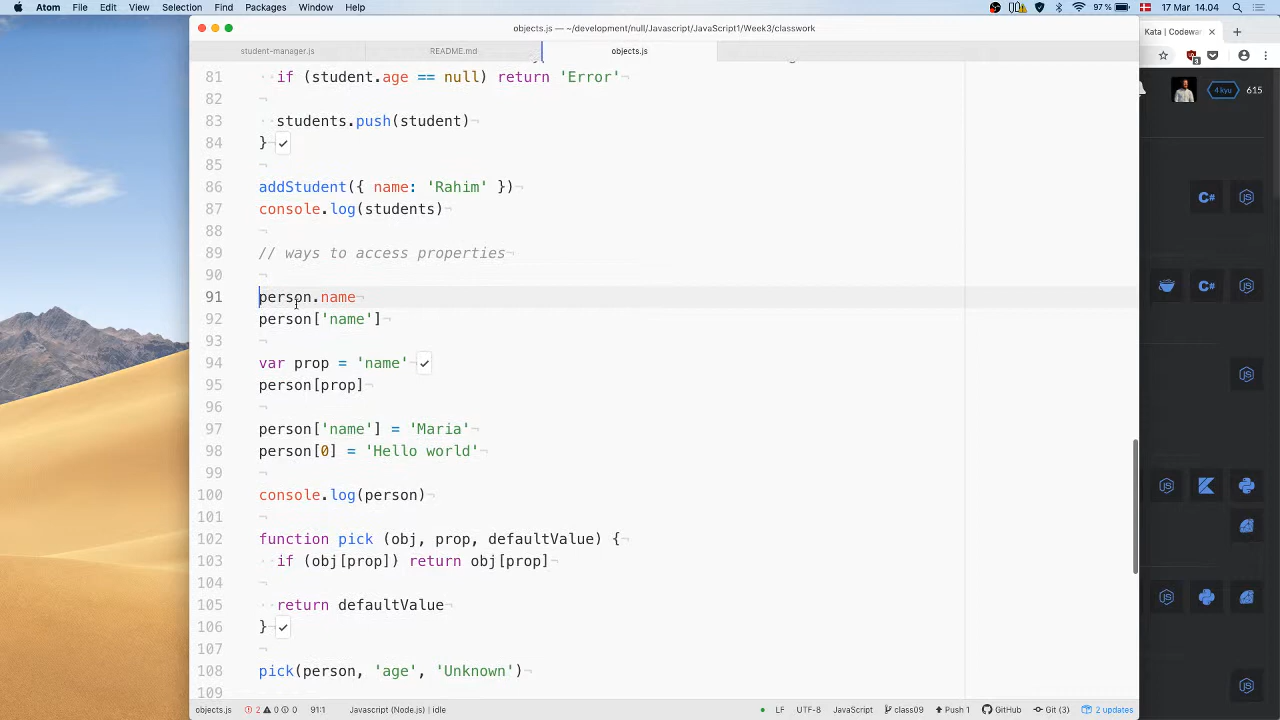 Atom File Edit View Selection Find Packages Window Help 97% 17 Mar 14.04
objects.js — ~/development/null/Javascript/JavaScript1/Week3/classwork
student-manager.js README.md objects.js
Kata | Codewar
4 kyu 615
81 if (student.age == null) return 'Error'
82
83 students.push(student)
84 }
85
86 addStudent({ name: 'Rahim' })
87 console.log(students)
88
89 // ways to access properties
90
91 person.name
92 person['name']
93
94 var prop = 'name'
95 person[prop]
96
97 person['name'] = 'Maria'
98 person[0] = 'Hello world'
99
100 console.log(person)
101
102 function pick (obj, prop, defaultValue) {
103 if (obj[prop]) return obj[prop]
104
105 return defaultValue
106 }
107
108 pick(person, 'age', 'Unknown')
109
objects.js 2 0 0 91:1 Javascript (Node.js) | idle LF UTF-8 JavaScript class09 Push 1 GitHub Git (3) 2 updates